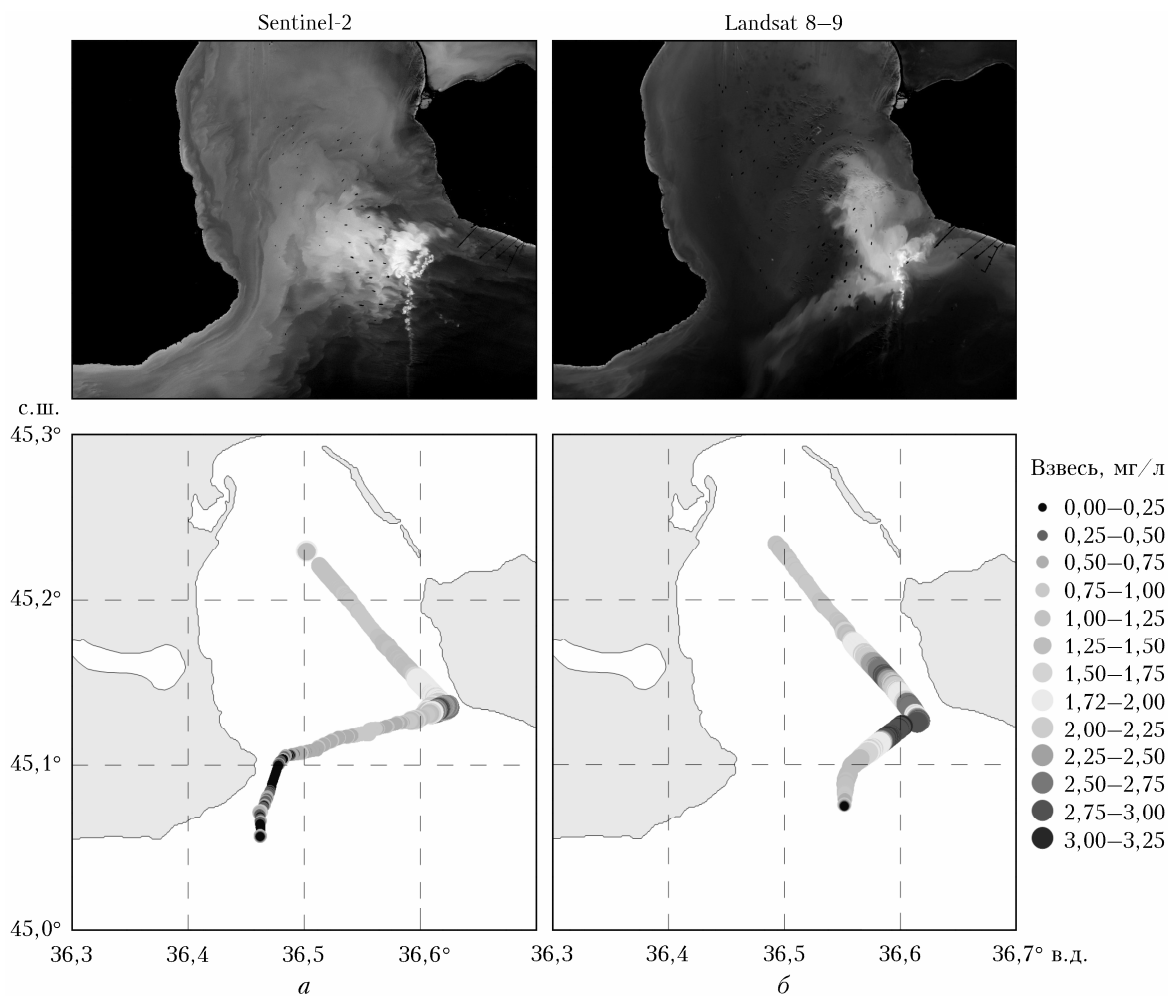 Sentinel-2
Landsat 8–9
с.ш.
45,3°
45,2°
45,1°
45,0°
36,3 36,4 36,5 36,6°
36,3 36,4 36,5 36,6 36,7° в.д.
а
б
Взвесь, мг/л
0,00–0,25
0,25–0,50
0,50–0,75
0,75–1,00
1,00–1,25
1,25–1,50
1,50–1,75
1,72–2,00
2,00–2,25
2,25–2,50
2,50–2,75
2,75–3,00
3,00–3,25